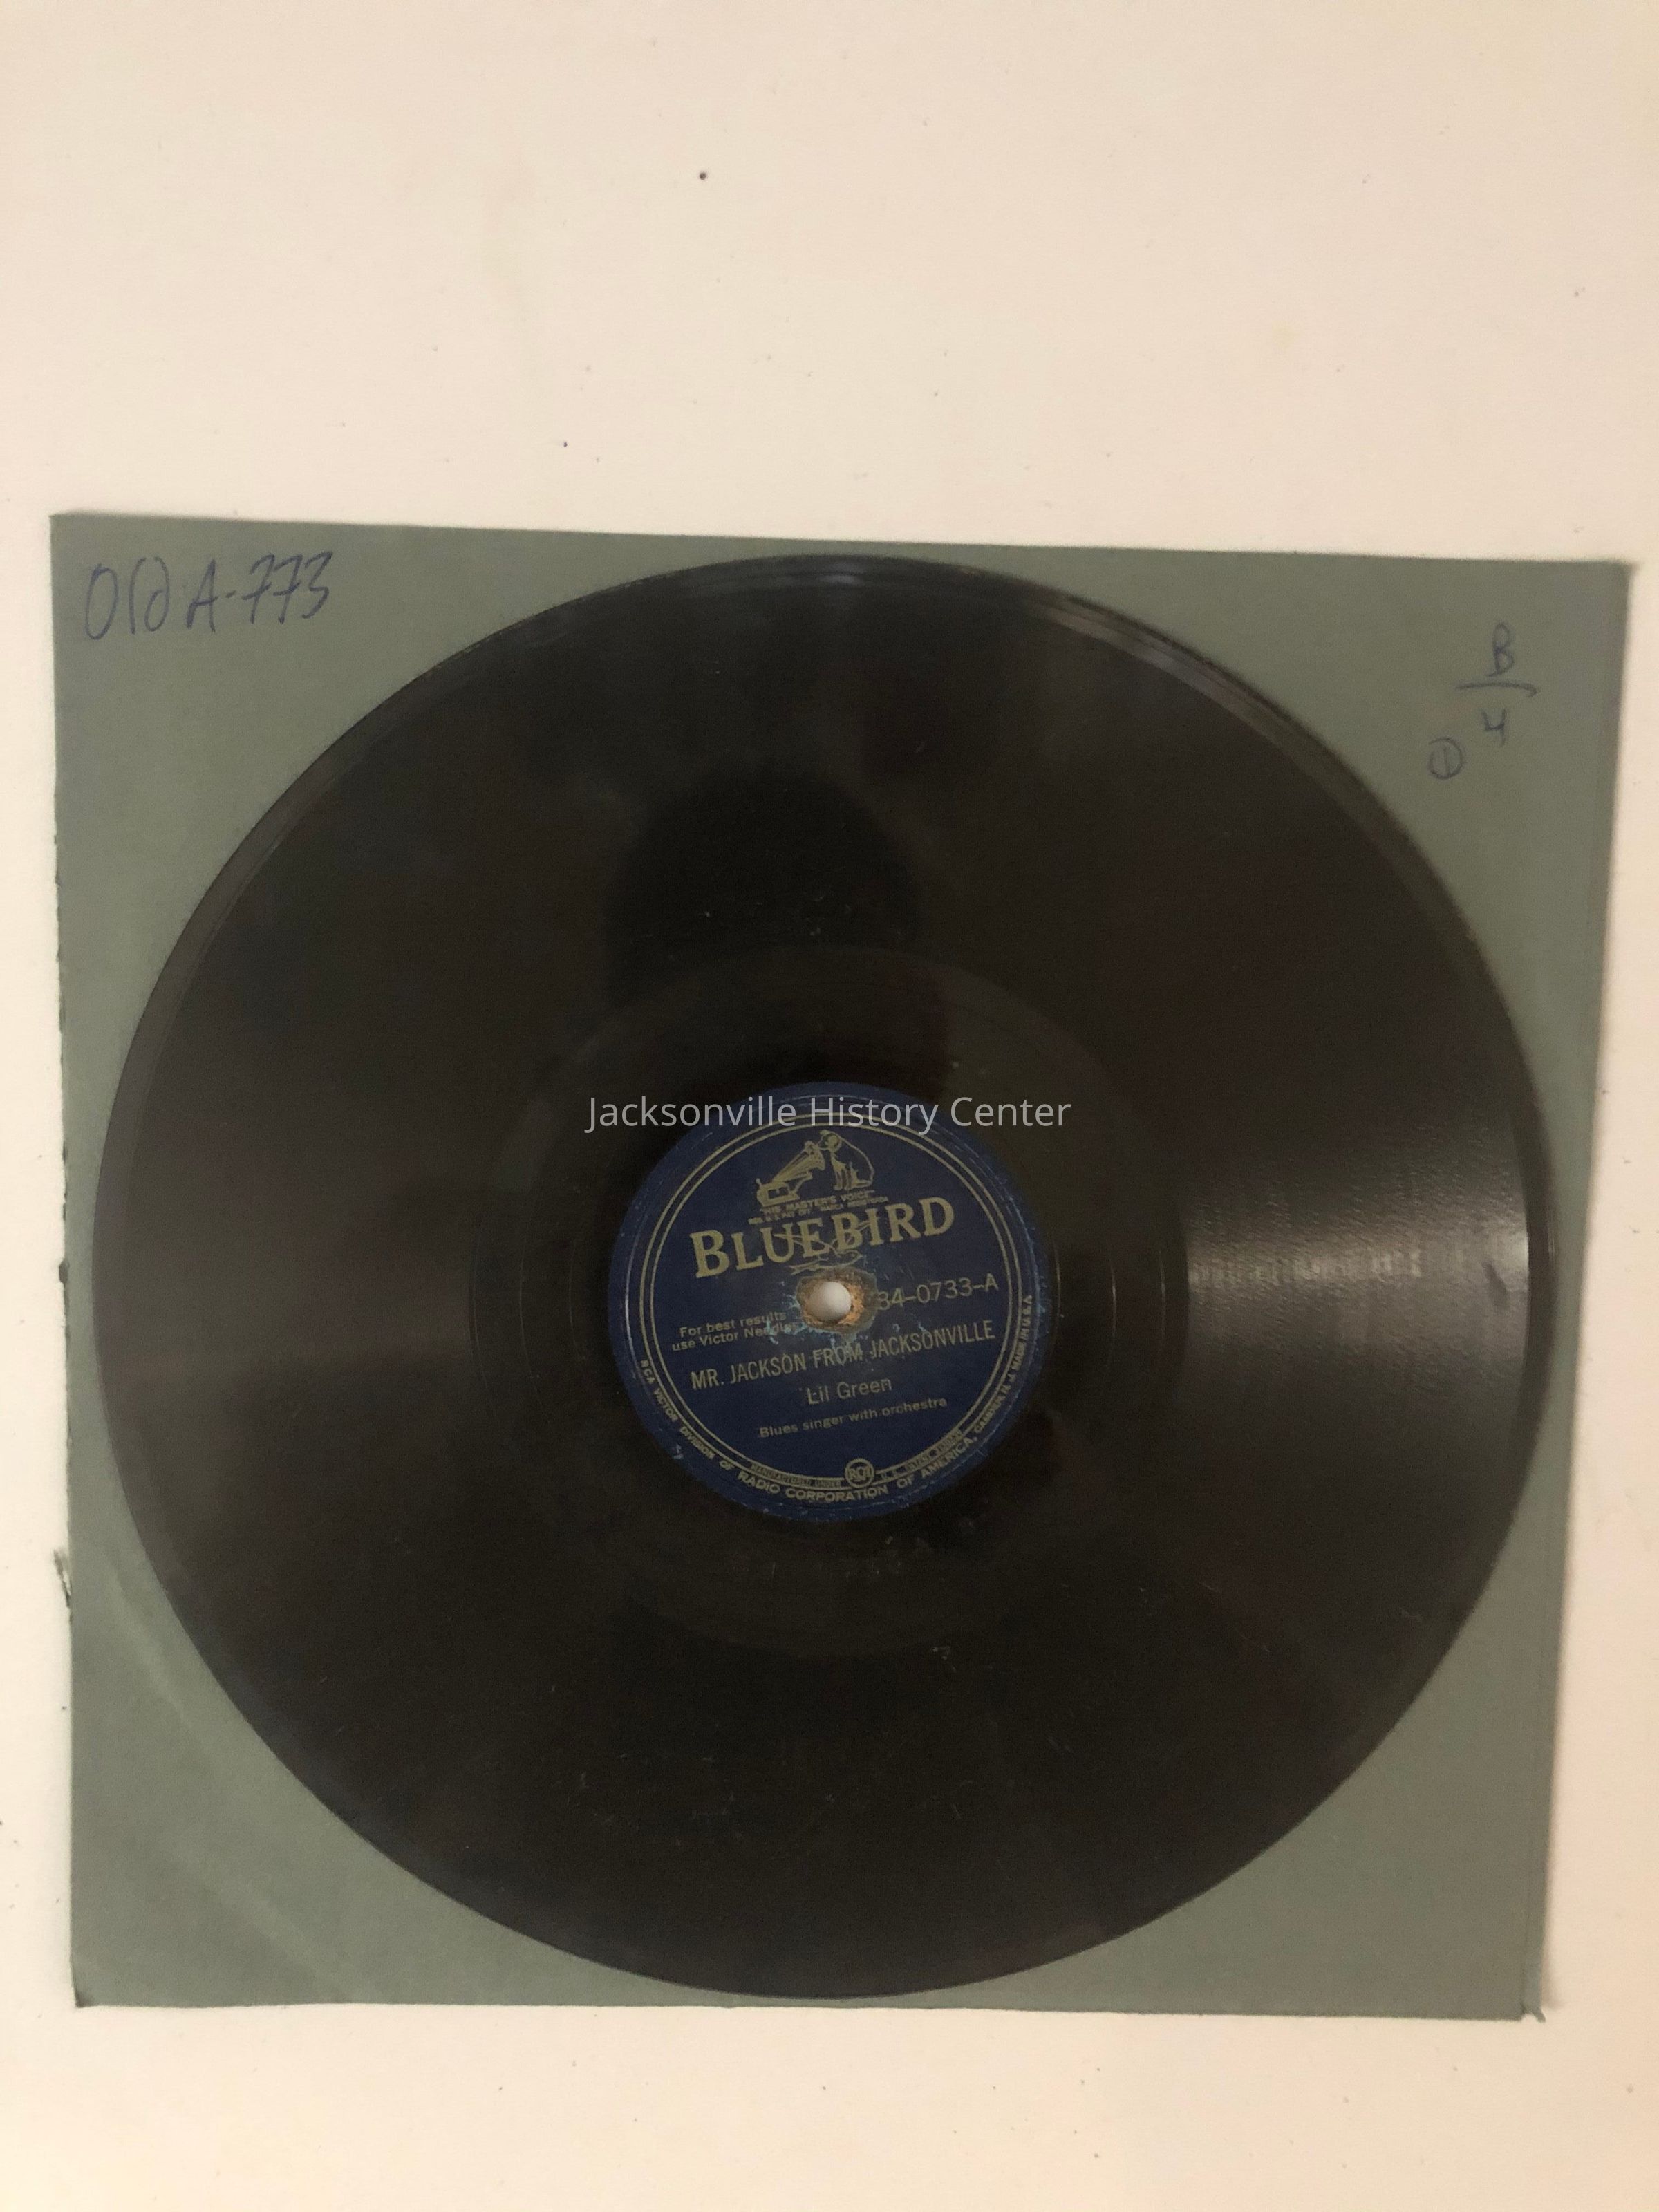 Old A-773
B
4
1
Jacksonville History Center
"HIS MASTER'S VOICE"
BLUEBIRD
34-0733-A
For best results
use Victor Needles
MR. JACKSON FROM JACKSONVILLE
Lil Green
Blues singer with orchestra
RCA VICTOR DIVISION OF RADIO CORPORATION OF AMERICA, CAMDEN, N. J. MADE IN U.S.A.
MANUFACTURED UNDER
RCA